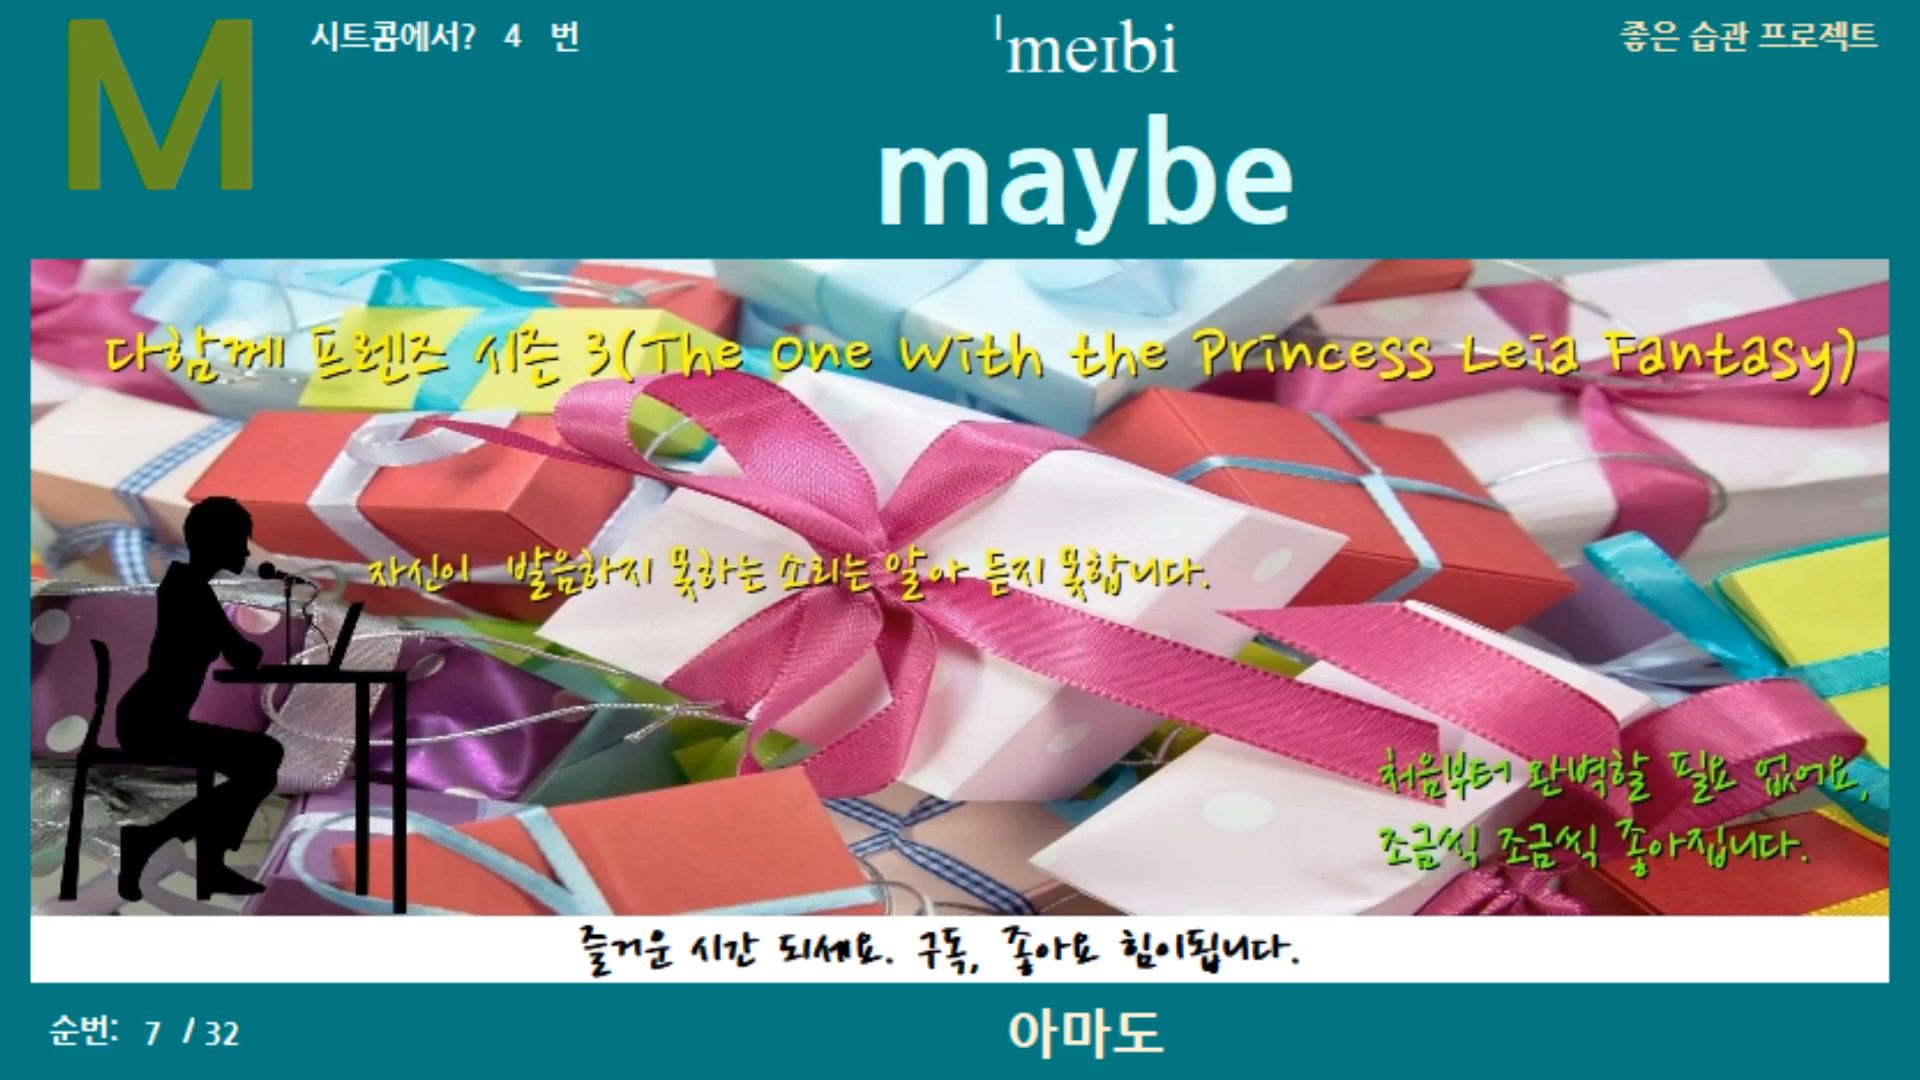 M
시트콤에서? 4 번
ˈmeɪbi
좋은 습관 프로젝트
maybe
다함께 프렌즈 시즌 3(The One With the Princess Leia Fantasy)
자신이 발음하지 못하는 소리는 알아 듣지 못합니다.
처음부터 완벽할 필요 없어요,
조금씩 조금씩 좋아집니다.
즐거운 시간 되세요. 구독, 좋아요 힘이됩니다.
순번: 7 / 32
아마도